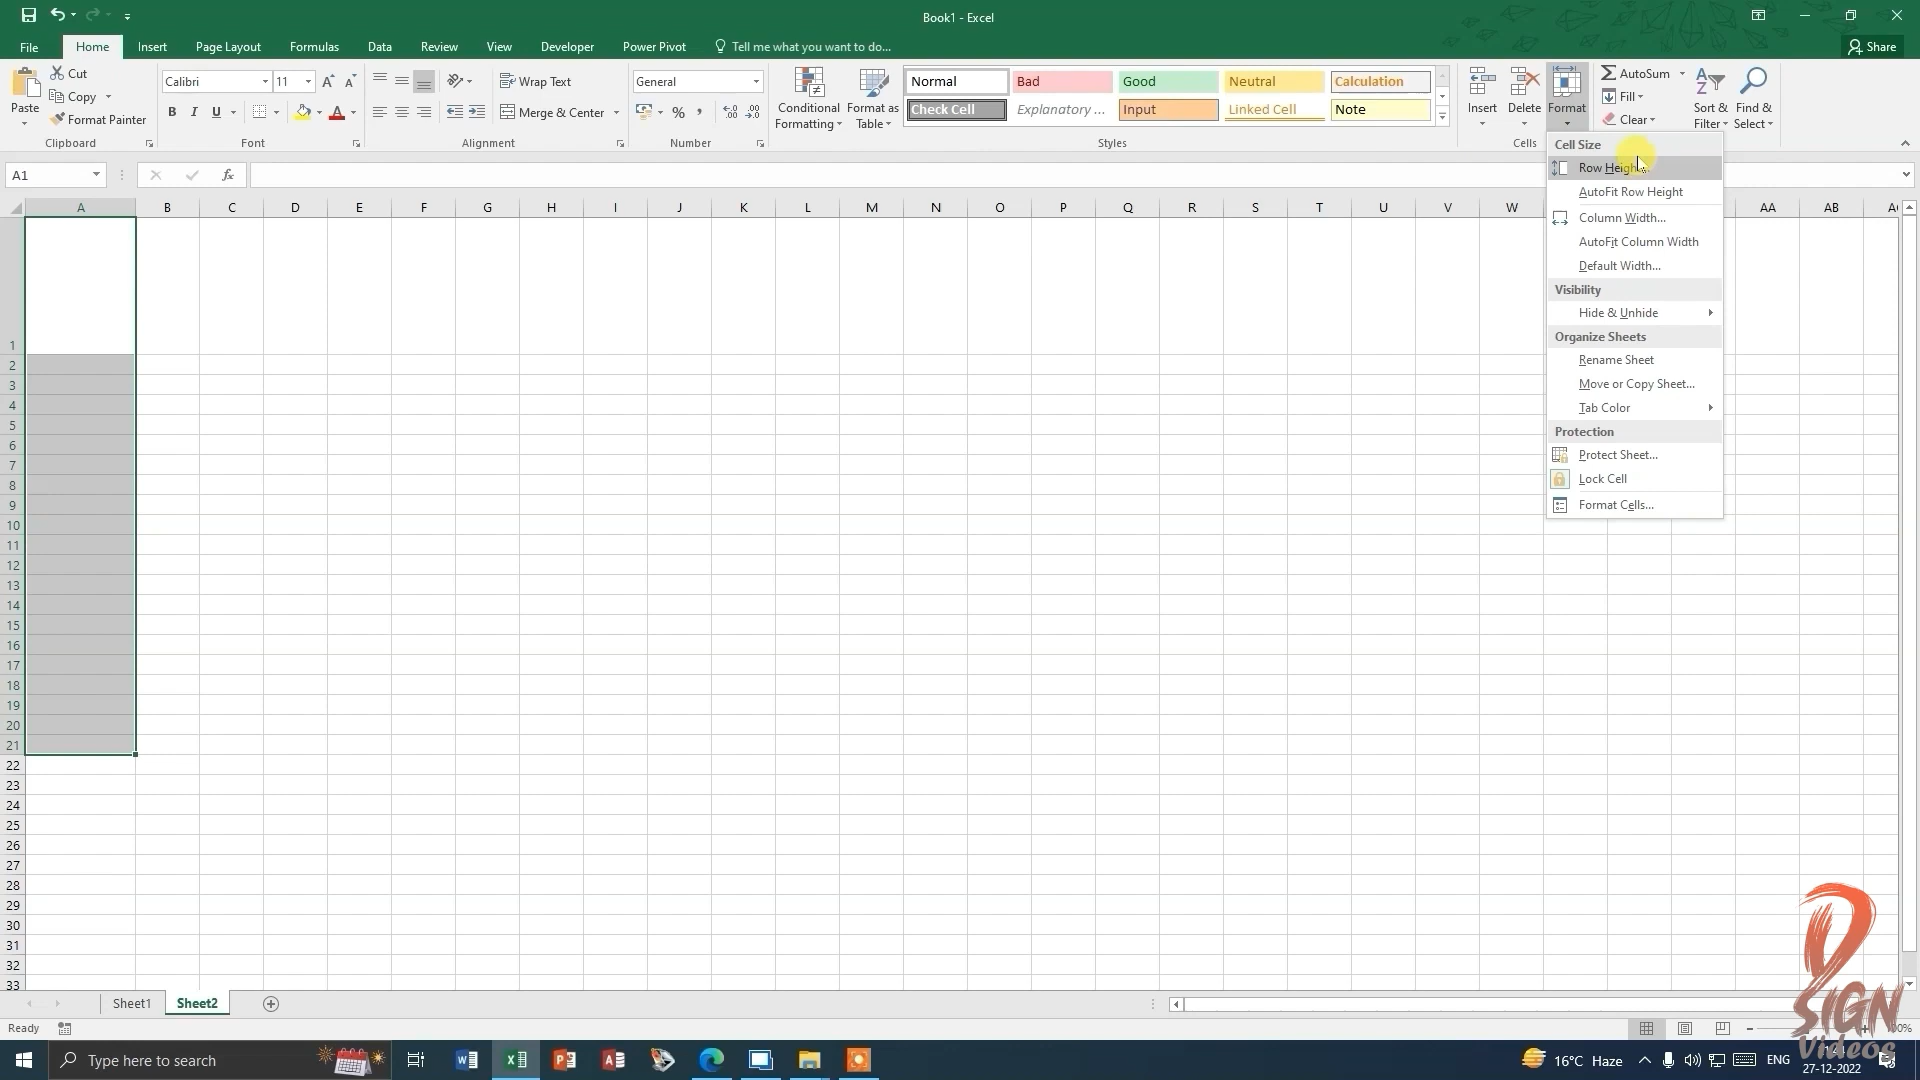 Book1 - Excel
File Home Insert Page Layout Formulas Data Review View Developer Power Pivot Tell me what you want to do... Share
Paste
Cut
Copy
Format Painter
Clipboard
Calibri 11
B I U
Font
Wrap Text
Merge & Center
Alignment
General
Number
Conditional Formatting
Format as Table
Normal Bad Good Neutral Calculation
Check Cell Explanatory ... Input Linked Cell Note
Styles
Insert Delete Format
Cells
AutoSum
Fill
Clear
Sort & Filter
Find & Select
A1
fx
Cell Size
Row Height...
AutoFit Row Height
Column Width...
AutoFit Column Width
Default Width...
Visibility
Hide & Unhide
Organize Sheets
Rename Sheet
Move or Copy Sheet...
Tab Color
Protection
Protect Sheet...
Lock Cell
Format Cells...
A B C D E F G H I J K L M N O P Q R S T U V W AA AB
1
2
3
4
5
6
7
8
9
10
11
12
13
14
15
16
17
18
19
20
21
22
23
24
25
26
27
28
29
30
31
32
33
Sheet1 Sheet2
Ready
SIGN
Videos
Type here to search
16°C Haze
ENG
27-12-2022